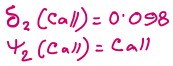 δ₂(Call) = 0.098
Ψ₂(Call) = Call